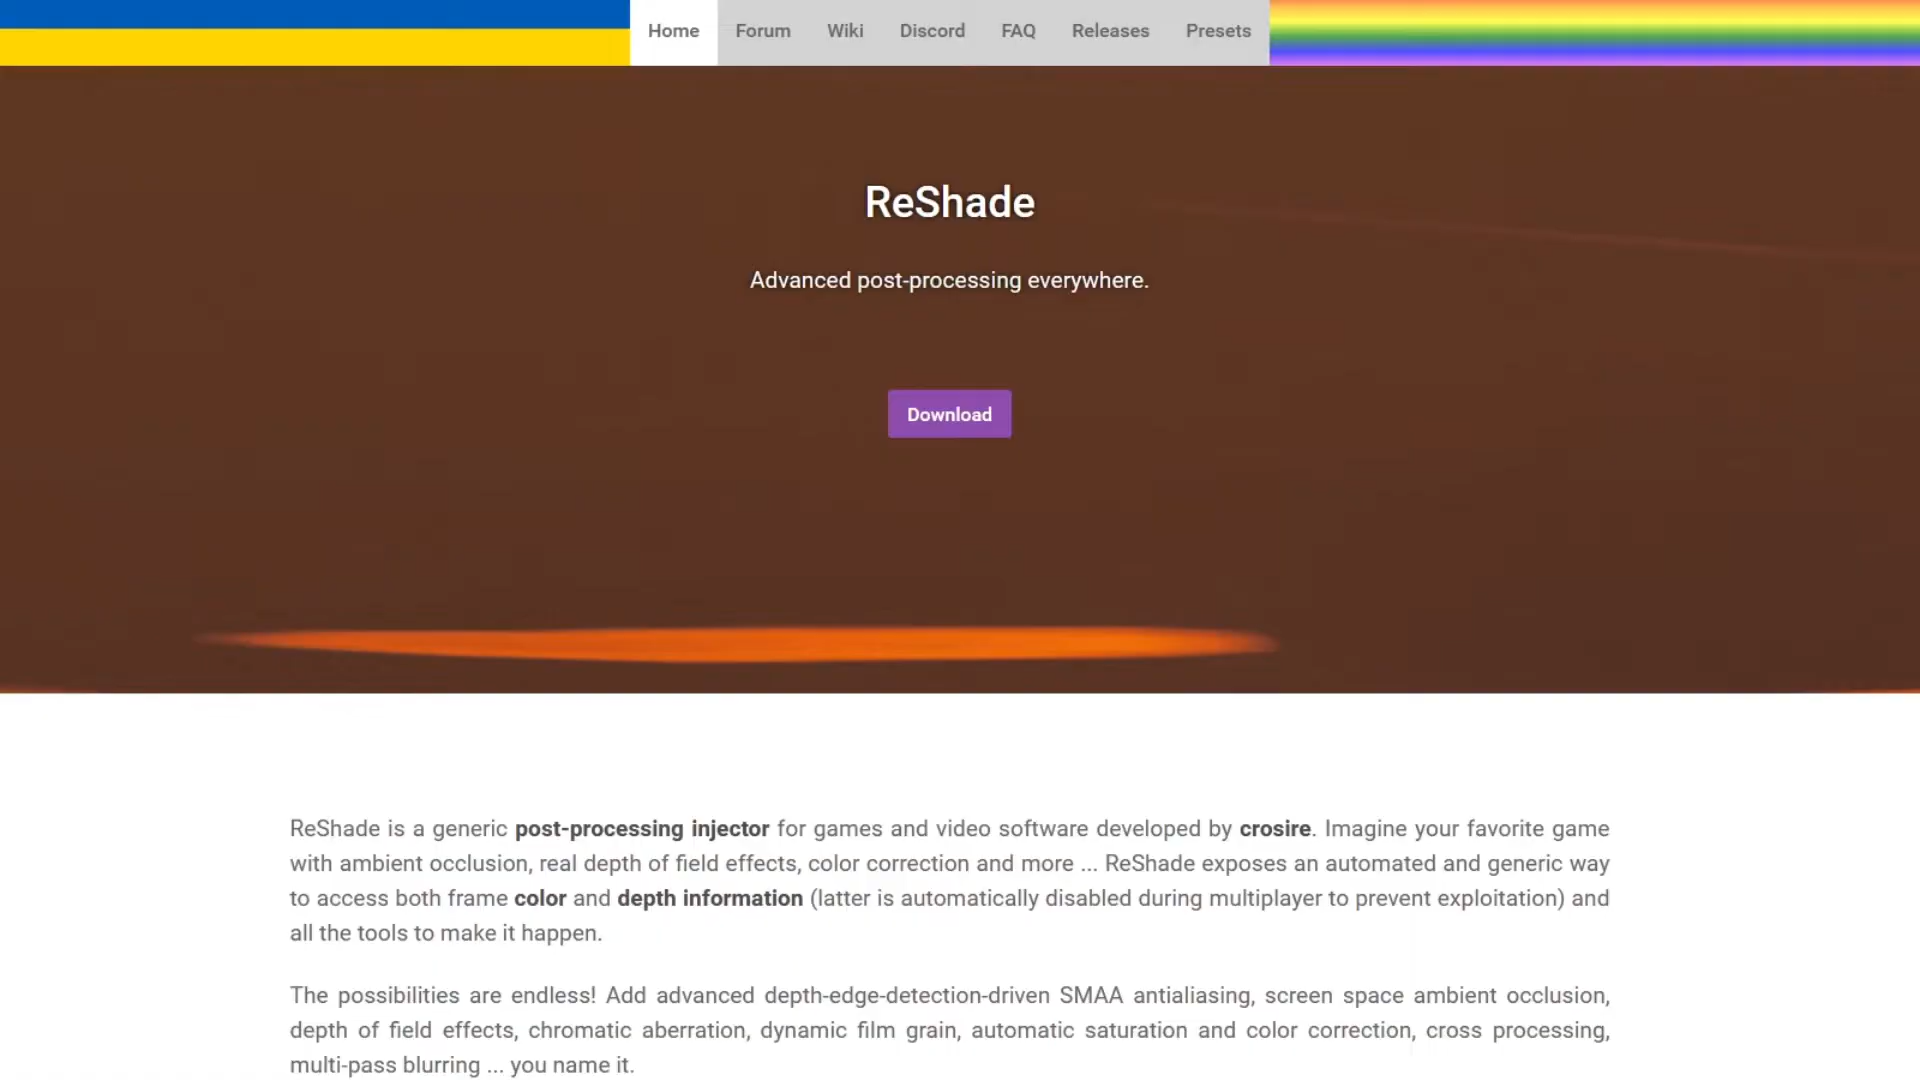 Home Forum Wiki Discord FAQ Releases Presets
ReShade
Advanced post-processing everywhere.
Download
ReShade is a generic post-processing injector for games and video software developed by crosire. Imagine your favorite game
with ambient occlusion, real depth of field effects, color correction and more ... ReShade exposes an automated and generic way
to access both frame color and depth information (latter is automatically disabled during multiplayer to prevent exploitation) and
all the tools to make it happen.
The possibilities are endless! Add advanced depth-edge-detection-driven SMAA antialiasing, screen space ambient occlusion,
depth of field effects, chromatic aberration, dynamic film grain, automatic saturation and color correction, cross processing,
multi-pass blurring ... you name it.